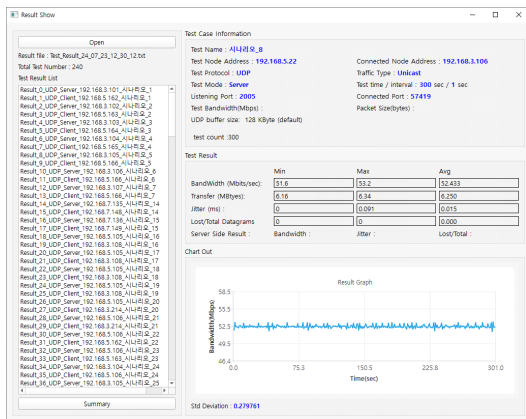 Result Show
Open
Result file : Test_Result_24_07_23_12_30_12.txt
Total Test Number : 240
Test Result List
Result_0_UDP_Server_192.168.3.101_시나리오_1
Result_1_UDP_Client_192.168.5.162_시나리오_1
Result_2_UDP_Server_192.168.3.102_시나리오_2
Result_3_UDP_Client_192.168.5.163_시나리오_2
Result_4_UDP_Server_192.168.3.103_시나리오_3
Result_5_UDP_Client_192.168.5.164_시나리오_3
Result_6_UDP_Server_192.168.3.104_시나리오_4
Result_7_UDP_Client_192.168.5.165_시나리오_4
Result_8_UDP_Server_192.168.3.105_시나리오_5
Result_9_UDP_Client_192.168.5.166_시나리오_5
Result_10_UDP_Server_192.168.3.106_시나리오_6
Result_11_UDP_Client_192.168.5.166_시나리오_6
Result_12_UDP_Server_192.168.3.107_시나리오_7
Result_13_UDP_Client_192.168.5.166_시나리오_7
Result_14_UDP_Server_192.168.7.135_시나리오_14
Result_15_UDP_Client_192.168.7.148_시나리오_14
Result_16_UDP_Server_192.168.7.136_시나리오_15
Result_17_UDP_Client_192.168.7.149_시나리오_15
Result_18_UDP_Server_192.168.5.105_시나리오_16
Result_19_UDP_Client_192.168.3.108_시나리오_16
Result_20_UDP_Server_192.168.5.105_시나리오_17
Result_21_UDP_Client_192.168.3.108_시나리오_17
Result_22_UDP_Server_192.168.5.105_시나리오_18
Result_23_UDP_Client_192.168.3.108_시나리오_18
Result_24_UDP_Server_192.168.5.105_시나리오_19
Result_25_UDP_Client_192.168.3.108_시나리오_19
Result_26_UDP_Server_192.168.5.105_시나리오_20
Result_27_UDP_Client_192.168.3.214_시나리오_20
Result_28_UDP_Server_192.168.5.106_시나리오_21
Result_29_UDP_Client_192.168.3.214_시나리오_21
Result_30_UDP_Server_192.168.5.106_시나리오_22
Result_31_UDP_Client_192.168.5.162_시나리오_22
Result_32_UDP_Server_192.168.5.106_시나리오_23
Result_33_UDP_Client_192.168.5.163_시나리오_23
Result_34_UDP_Server_192.168.3.104_시나리오_24
Result_35_UDP_Client_192.168.5.106_시나리오_24
Result_36_UDP_Server_192.168.3.105_시나리오_25
Summary
Test Case Information
Test Name : 시나리오_8
Test Node Address : 192.168.5.22 Connected Node Address : 192.168.3.106
Test Protocol : UDP Traffic Type : Unicast
Test Mode : Server Test time / interval : 300 sec / 1 sec
Listening Port : 2005 Connected Port : 57419
Test Bandwidth(Mbps) : Packet Size(bytes) :
UDP buffer size: 128 KByte (default)
test count :300
Test Result
Min Max Avg
BandWidth (Mbits/sec): 51.6 53.2 52.433
Transfer (MBtyes): 6.16 6.34 6.250
Jitter (ms) : 0 0.091 0.015
Lost/Total Datagrams 0 0 0.000
Server Side Result : Bandwidth : Jitter : Lost/Total :
Chart Out
Result Graph
58.5
55.5
52.5
49.5
46.4
Bandwidth(Mbps)
0.0 75.3 150.5 225.8 301.0
Time(sec)
Std Deviation : 0.279761